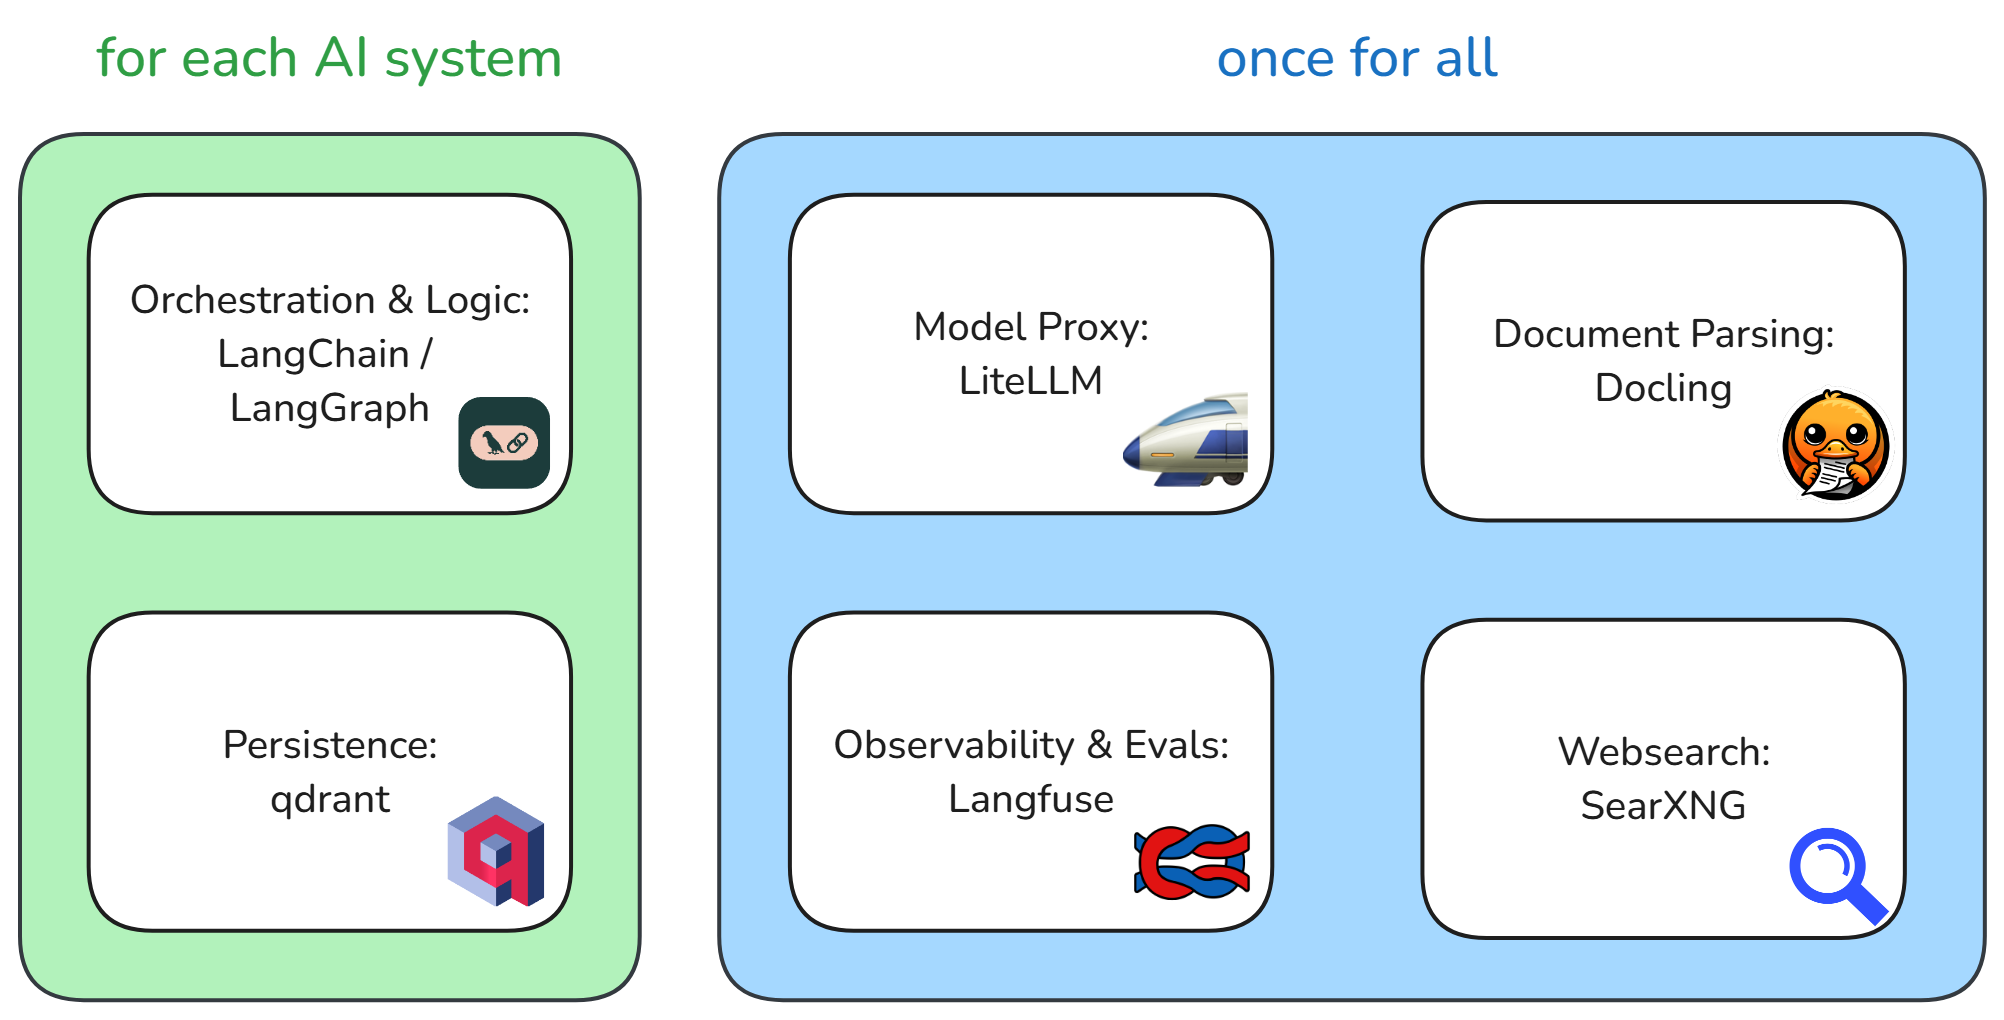 for each AI system
once for all
Orchestration & Logic:
LangChain /
LangGraph
Model Proxy:
LiteLLM
Document Parsing:
Docling
Persistence:
qdrant
Observability & Evals:
Langfuse
Websearch:
SearXNG